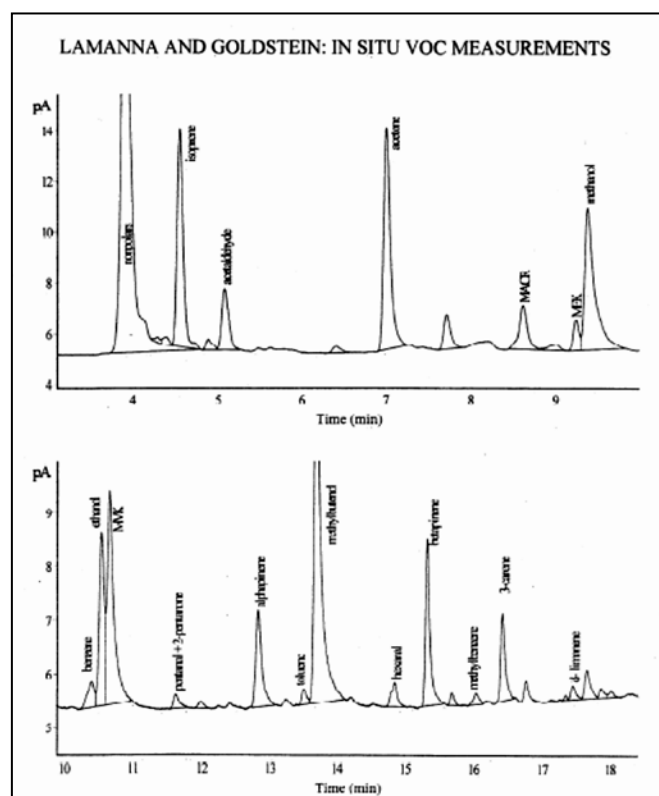 LAMANNA AND GOLDSTEIN: IN SITU VOC MEASUREMENTS
pA
14
12
10
8
6
4
nonpolars
isoprene
acetaldehyde
acetone
MACR
MEK
methanol
4
5
6
7
8
9
Time (min)
pA
9
8
7
6
5
benzene
ethanol
MVK
pentanal + 2-pentanone
alphapinene
toluene
methylbutenol
hexanal
betapinene
3-carene
d- limonene
10
11
12
13
14
15
16
17
18
Time (min)